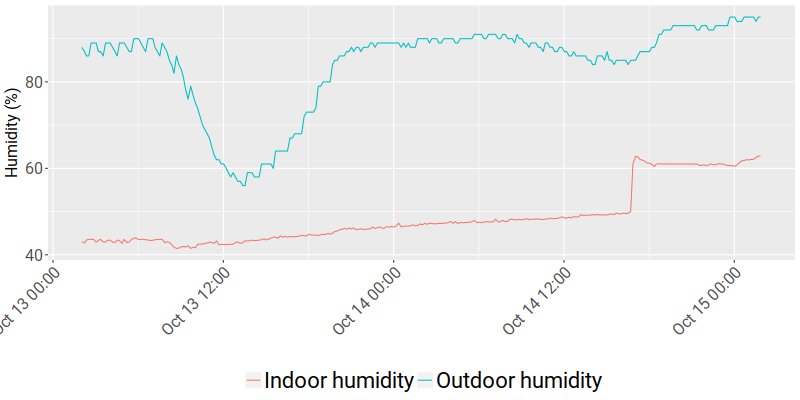 Humidity (%)
80
60
40
Oct 13 00:00
Oct 13 12:00
Oct 14 00:00
Oct 14 12:00
Oct 15 00:00
Indoor humidity Outdoor humidity